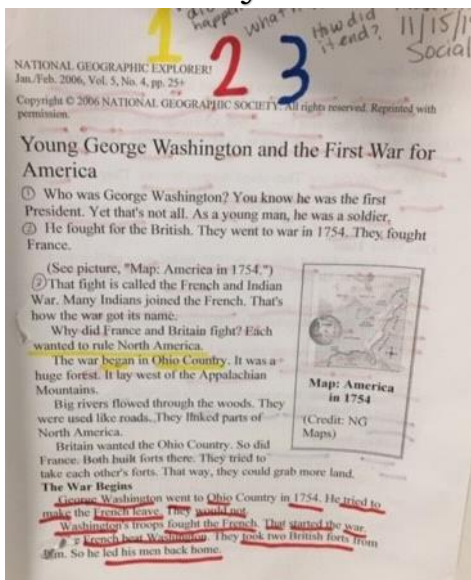 happen
what
How did
it end?
11/15/1
Social
1
2
3
NATIONAL GEOGRAPHIC EXPLORER!
Jan./Feb. 2006, Vol. 5, No. 4, pp. 25+
Copyright © 2006 NATIONAL GEOGRAPHIC SOCIETY. All rights reserved. Reprinted with
permission.
Young George Washington and the First War for
America
① Who was George Washington? You know he was the first
President. Yet that's not all. As a young man, he was a soldier.
② He fought for the British. They went to war in 1754. They fought
France.
(See picture, "Map: America in 1754.")
That fight is called the French and Indian
War. Many Indians joined the French. That's
how the war got its name.
Why did France and Britain fight? Each
wanted to rule North America.
The war began in Ohio Country. It was a
huge forest. It lay west of the Appalachian
Mountains.
Big rivers flowed through the woods. They
were used like roads. They linked parts of
North America.
Britain wanted the Ohio Country. So did
France. Both built forts there. They tried to
take each other's forts. That way, they could grab more land.
Map: America
in 1754
(Credit: NG
Maps)
The War Begins
George Washington went to Ohio Country in 1754. He tried to
make the French leave. They would not.
Washington's troops fought the French. That started the war.
French beat Washington. They took two British forts from
him. So he led his men back home.